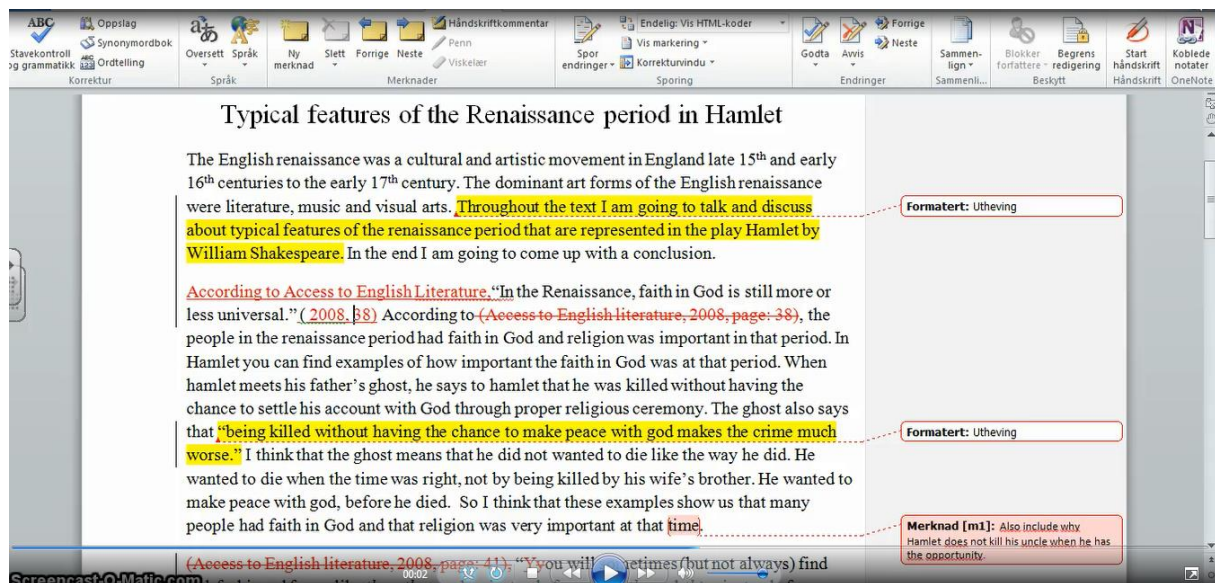 ABC Oppslag Håndskriftkommentar Endelig: Vis HTML-koder Forrige
Synonymordbok Penn Vis markering Neste
Stavekontroll og grammatikk Ordtelling Oversett Språk Ny merknad Slett Forrige Neste Viskelær Spor endringer Korrekturvindu Godta Avvis Sammen-lign Blokker forfattere Begrens redigering Start håndskrift Koblede notater
Korrektur Språk Merknader Sporing Endringer Sammenli... Beskytt Håndskrift OneNote
Typical features of the Renaissance period in Hamlet
The English renaissance was a cultural and artistic movement in England late 15th and early
16th centuries to the early 17th century. The dominant art forms of the English renaissance
were literature, music and visual arts. Throughout the text I am going to talk and discuss
Formatert: Utheving
about typical features of the renaissance period that are represented in the play Hamlet by
William Shakespeare. In the end I am going to come up with a conclusion.
According to Access to English Literature,“In the Renaissance, faith in God is still more or
less universal.” ( 2008, 38) According to (Access to English literature, 2008, page: 38), the
people in the renaissance period had faith in God and religion was important in that period. In
Hamlet you can find examples of how important the faith in God was at that period. When
hamlet meets his father’s ghost, he says to hamlet that he was killed without having the
chance to settle his account with God through proper religious ceremony. The ghost also says
that “being killed without having the chance to make peace with god makes the crime much
Formatert: Utheving
worse.” I think that the ghost means that he did not wanted to die like the way he did. He
wanted to die when the time was right, not by being killed by his wife’s brother. He wanted to
make peace with god, before he died. So I think that these examples show us that many
people had faith in God and that religion was very important at that time.
Merknad [m1]: Also include why
Hamlet does not kill his uncle when he has
the opportunity.
(Access to English literature, 2008, page: 41). “Yyou will sometimes (but not always) find
00:02
Screencast-O-Matic.com